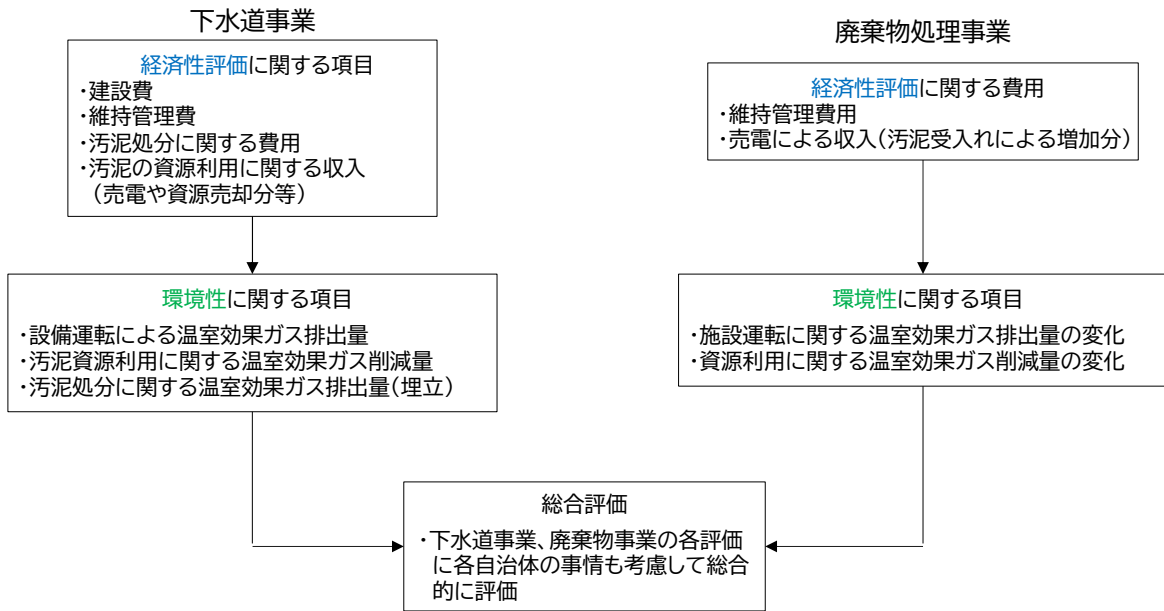 下水道事業
経済性評価に関する項目
・建設費
・維持管理費
・汚泥処分に関する費用
・汚泥の資源利用に関する収入
（売電や資源売却分等）
環境性に関する項目
・設備運転による温室効果ガス排出量
・汚泥資源利用に関する温室効果ガス削減量
・汚泥処分に関する温室効果ガス排出量（埋立）
廃棄物処理事業
経済性評価に関する費用
・維持管理費用
・売電による収入（汚泥受入れによる増加分）
環境性に関する項目
・施設運転に関する温室効果ガス排出量の変化
・資源利用に関する温室効果ガス削減量の変化
総合評価
・下水道事業、廃棄物事業の各評価
に各自治体の事情も考慮して総合
的に評価